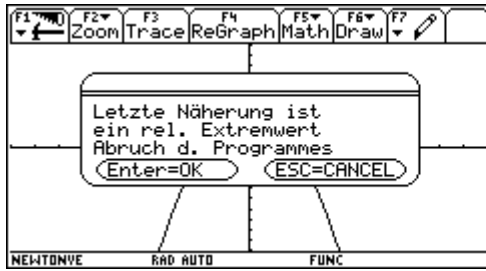 F1 F2 F3 F4 F5 F6 F7
Zoom Trace ReGraph Math Draw
Letzte Näherung ist
ein rel. Extremwert
Abruch d. Programmes
Enter=OK ESC=CANCEL
NEWTONVE RAD AUTO FUNC